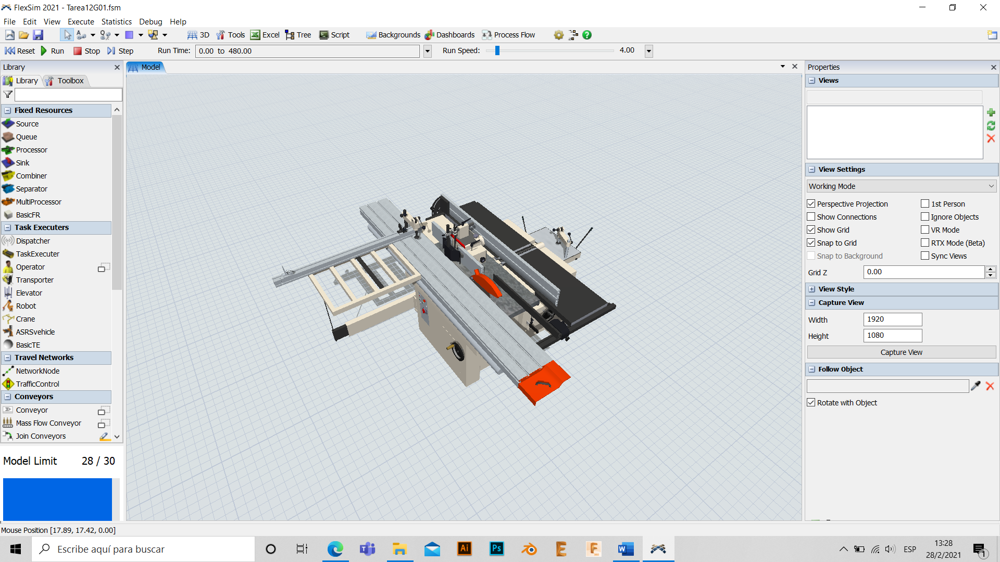 FlexSim 2021 - Tarea12G01.fsm
File Edit View Execute Statistics Debug Help
3D Tools Excel Tree Script Backgrounds Dashboards Process Flow
Reset Run Stop Step Run Time: 0.00 to 480.00 Run Speed: 4.00
Library
Library Toolbox
Fixed Resources
Source
Queue
Processor
Sink
Combiner
Separator
MultiProcessor
BasicFR
Task Executers
Dispatcher
TaskExecuter
Operator
Transporter
Elevator
Robot
Crane
ASRSvehicle
BasicTE
Travel Networks
NetworkNode
TrafficControl
Conveyors
Conveyor
Mass Flow Conveyor
Join Conveyors
Model Limit 28 / 30
Model
Properties
Views
View Settings
Working Mode
Perspective Projection 1st Person
Show Connections Ignore Objects
Show Grid VR Mode
Snap to Grid RTX Mode (Beta)
Snap to Background Sync Views
Grid Z 0.00
View Style
Capture View
Width 1920
Height 1080
Capture View
Follow Object
Rotate with Object
Mouse Position [17.89, 17.42, 0.00]
Escribe aquí para buscar
Ai
Ps
ESP
13:28
28/2/2021
1